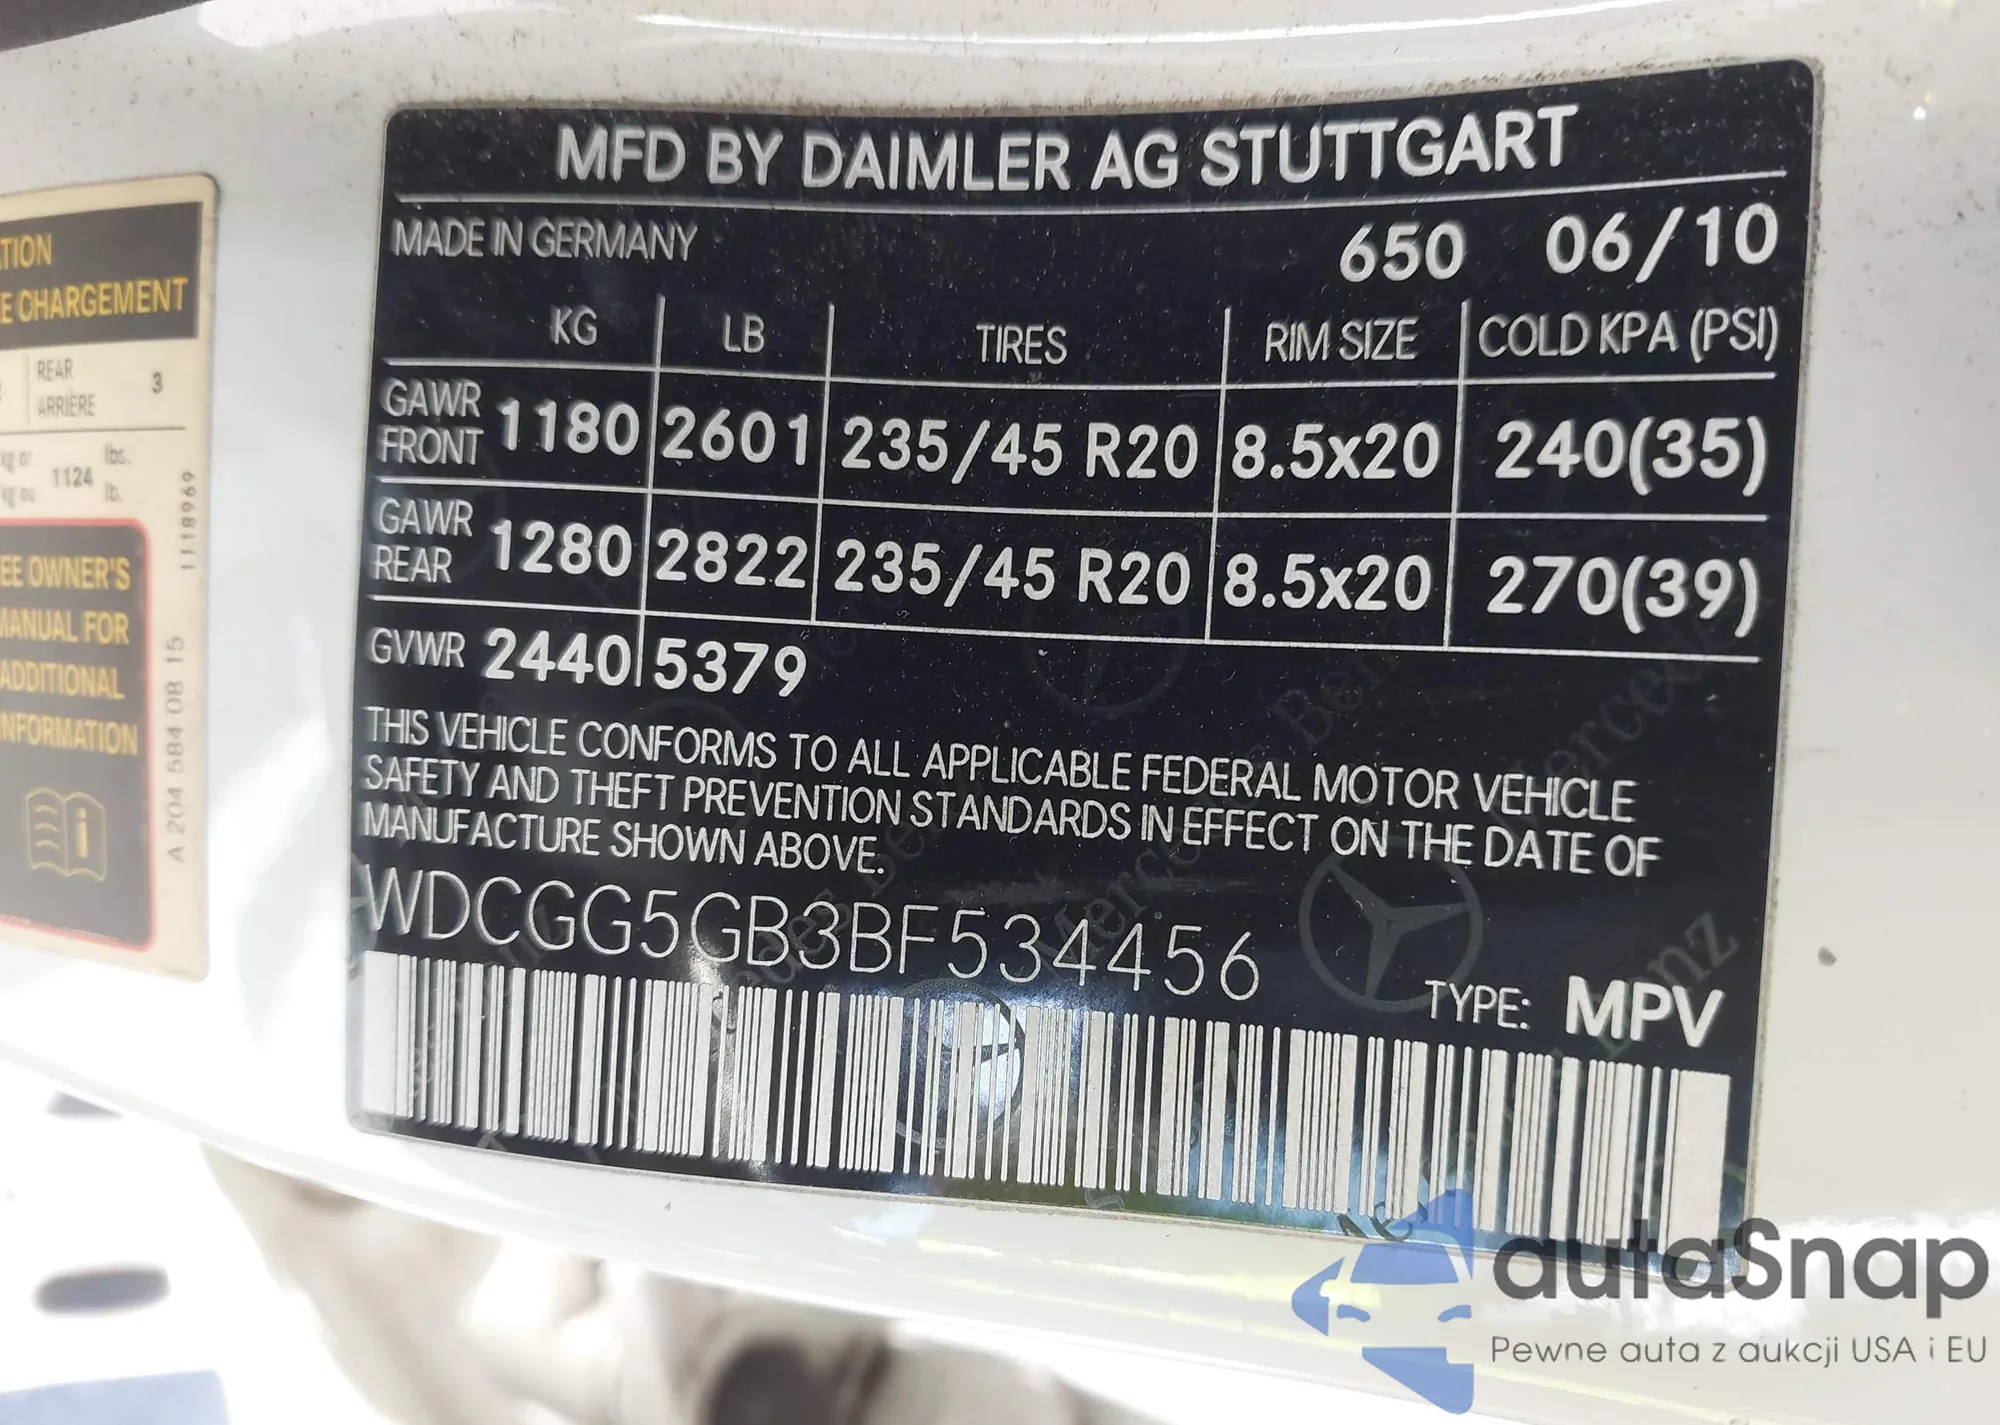 MFD BY DAIMLER AG STUTTGART
MADE IN GERMANY 650 06/10
KG LB TIRES RIM SIZE COLD KPA (PSI)
GAWR FRONT 1180 2601 235/45 R20 8.5x20 240(35)
GAWR REAR 1280 2822 235/45 R20 8.5x20 270(39)
GVWR 2440 5379
THIS VEHICLE CONFORMS TO ALL APPLICABLE FEDERAL MOTOR VEHICLE
SAFETY AND THEFT PREVENTION STANDARDS IN EFFECT ON THE DATE OF
MANUFACTURE SHOWN ABOVE.
WDCGG5GB3BF534456
TYPE: MPV
CHARGEMENT
REAR 3
ARRIÈRE
kg or 1124 lbs.
kg ou lb.
OWNER'S
MANUAL FOR
ADDITIONAL
INFORMATION
1118969
A 204 584 08 15
autaSnap
Pewne auta z aukcji USA i EU